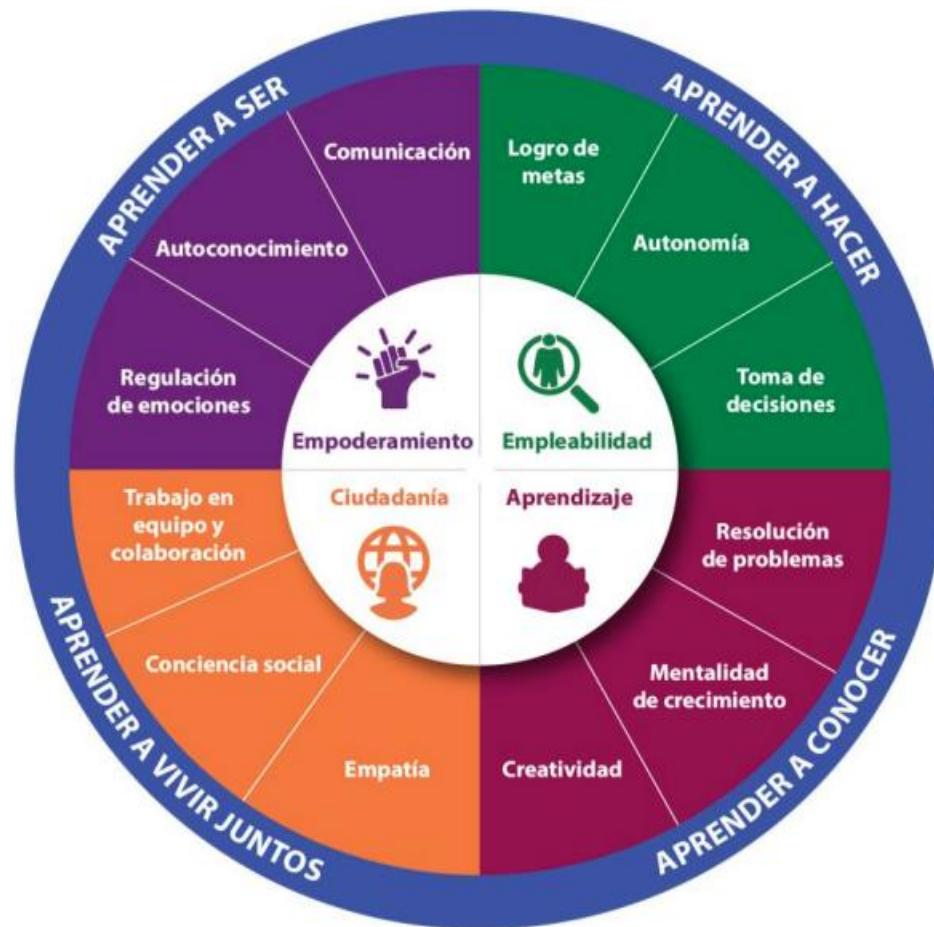 APRENDER A SER
Comunicación
Autoconocimiento
Regulación
de emociones
Empoderamiento
APRENDER A HACER
Logro de
metas
Autonomía
Toma de
decisiones
Empleabilidad
APRENDER A VIVIR JUNTOS
Ciudadanía
Trabajo en
equipo y
colaboración
Conciencia social
Empatía
APRENDER A CONOCER
Aprendizaje
Resolución
de problemas
Mentalidad
de crecimiento
Creatividad